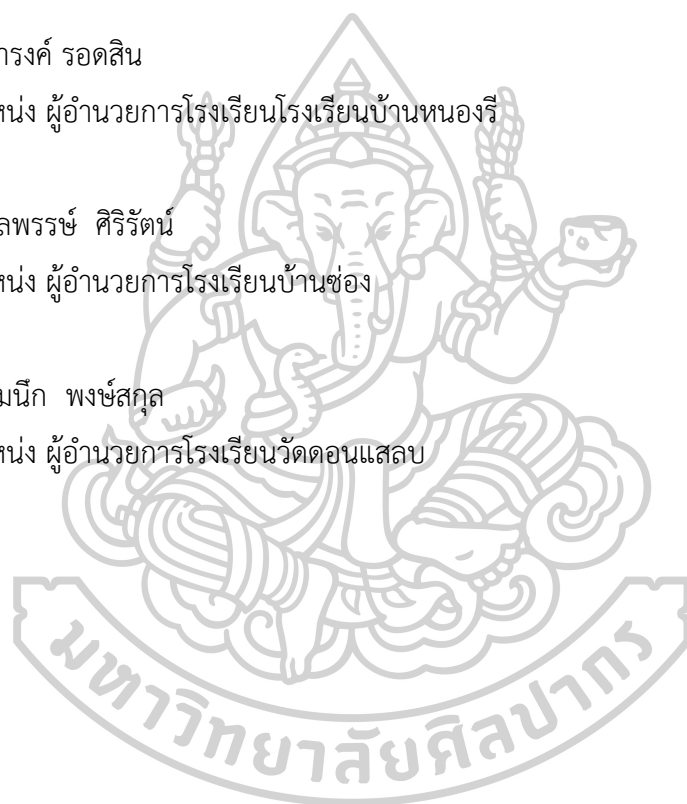 ารงค์ รอดสิน
หน่ง ผู้อำนวยการโรงเรียนโรงเรียนบ้านหนองรี
ลพรรษ์ ศิริรัตน์
หน่ง ผู้อำนวยการโรงเรียนบ้านซ่อง
มนึก พงษ์สกุล
หน่ง ผู้อำนวยการโรงเรียนวัดดอนแสลบ
มหาวิทยาลัยศิลปากร